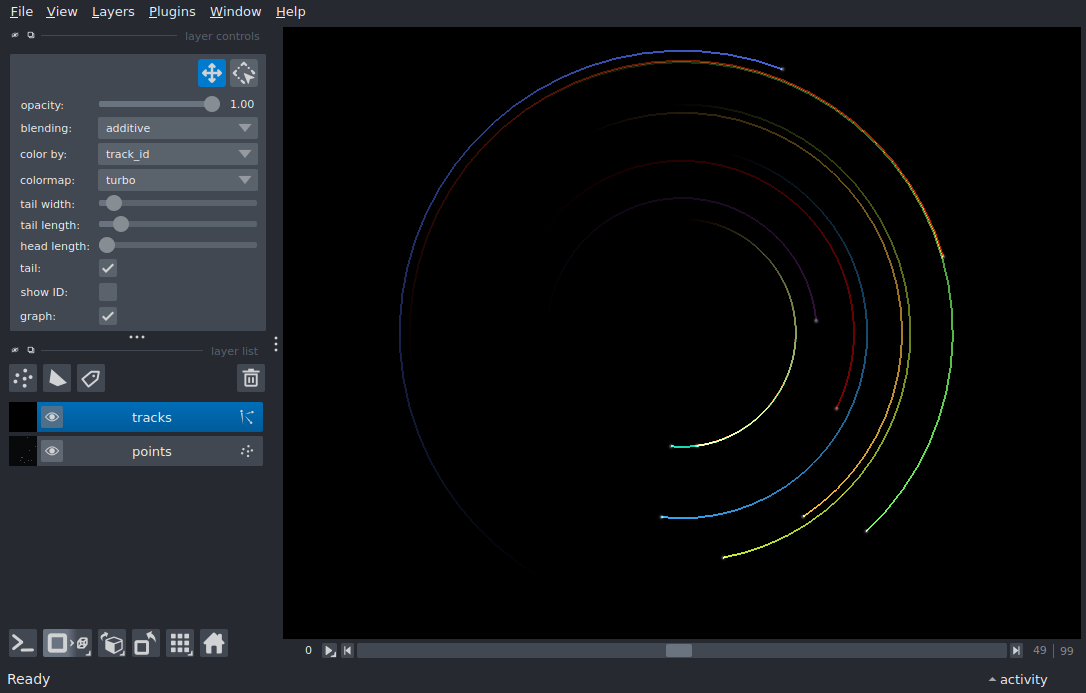 File View Layers Plugins Window Help
layer controls
opacity: 1.00
blending: additive
color by: track_id
colormap: turbo
tail width:
tail length:
head length:
tail:
show ID:
graph:
layer list
tracks
points
0 49 99
Ready activity